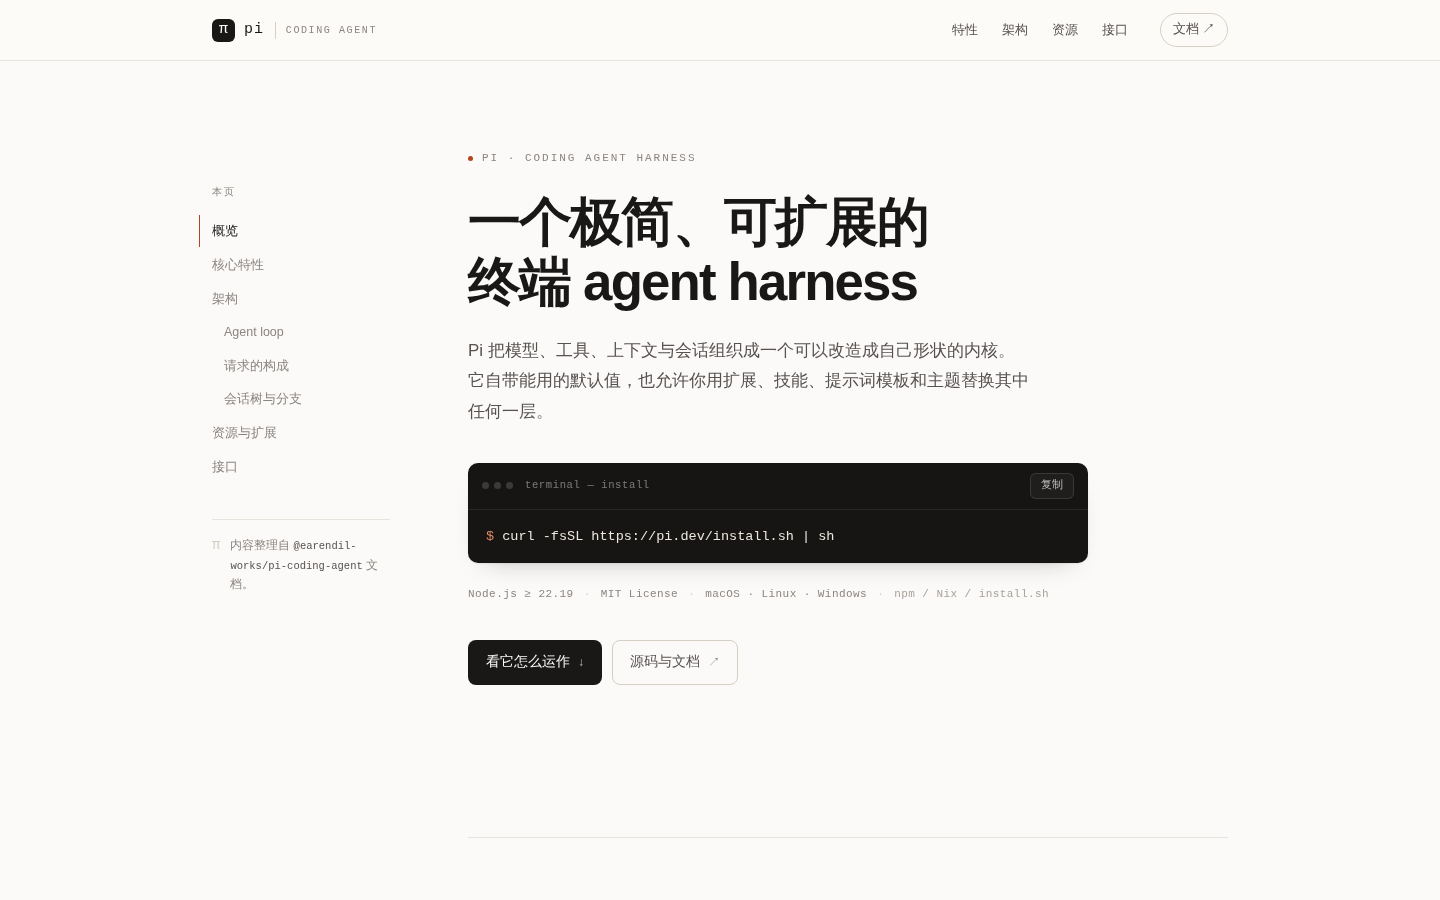 π pi CODING AGENT 特性 架构 资源 接口 文档 ↗
本页
概览
核心特性
架构
Agent loop
请求的构成
会话树与分支
资源与扩展
接口
π 内容整理自 @earendil-
works/pi-coding-agent 文
档。
PI · CODING AGENT HARNESS
一个极简、可扩展的
终端 agent harness
Pi 把模型、工具、上下文与会话组织成一个可以改造成自己形状的内核。
它自带能用的默认值，也允许你用扩展、技能、提示词模板和主题替换其中
任何一层。
terminal — install 复制
$ curl -fsSL https://pi.dev/install.sh | sh
Node.js ≥ 22.19 · MIT License · macOS · Linux · Windows · npm / Nix / install.sh
看它怎么运作 ↓ 源码与文档 ↗